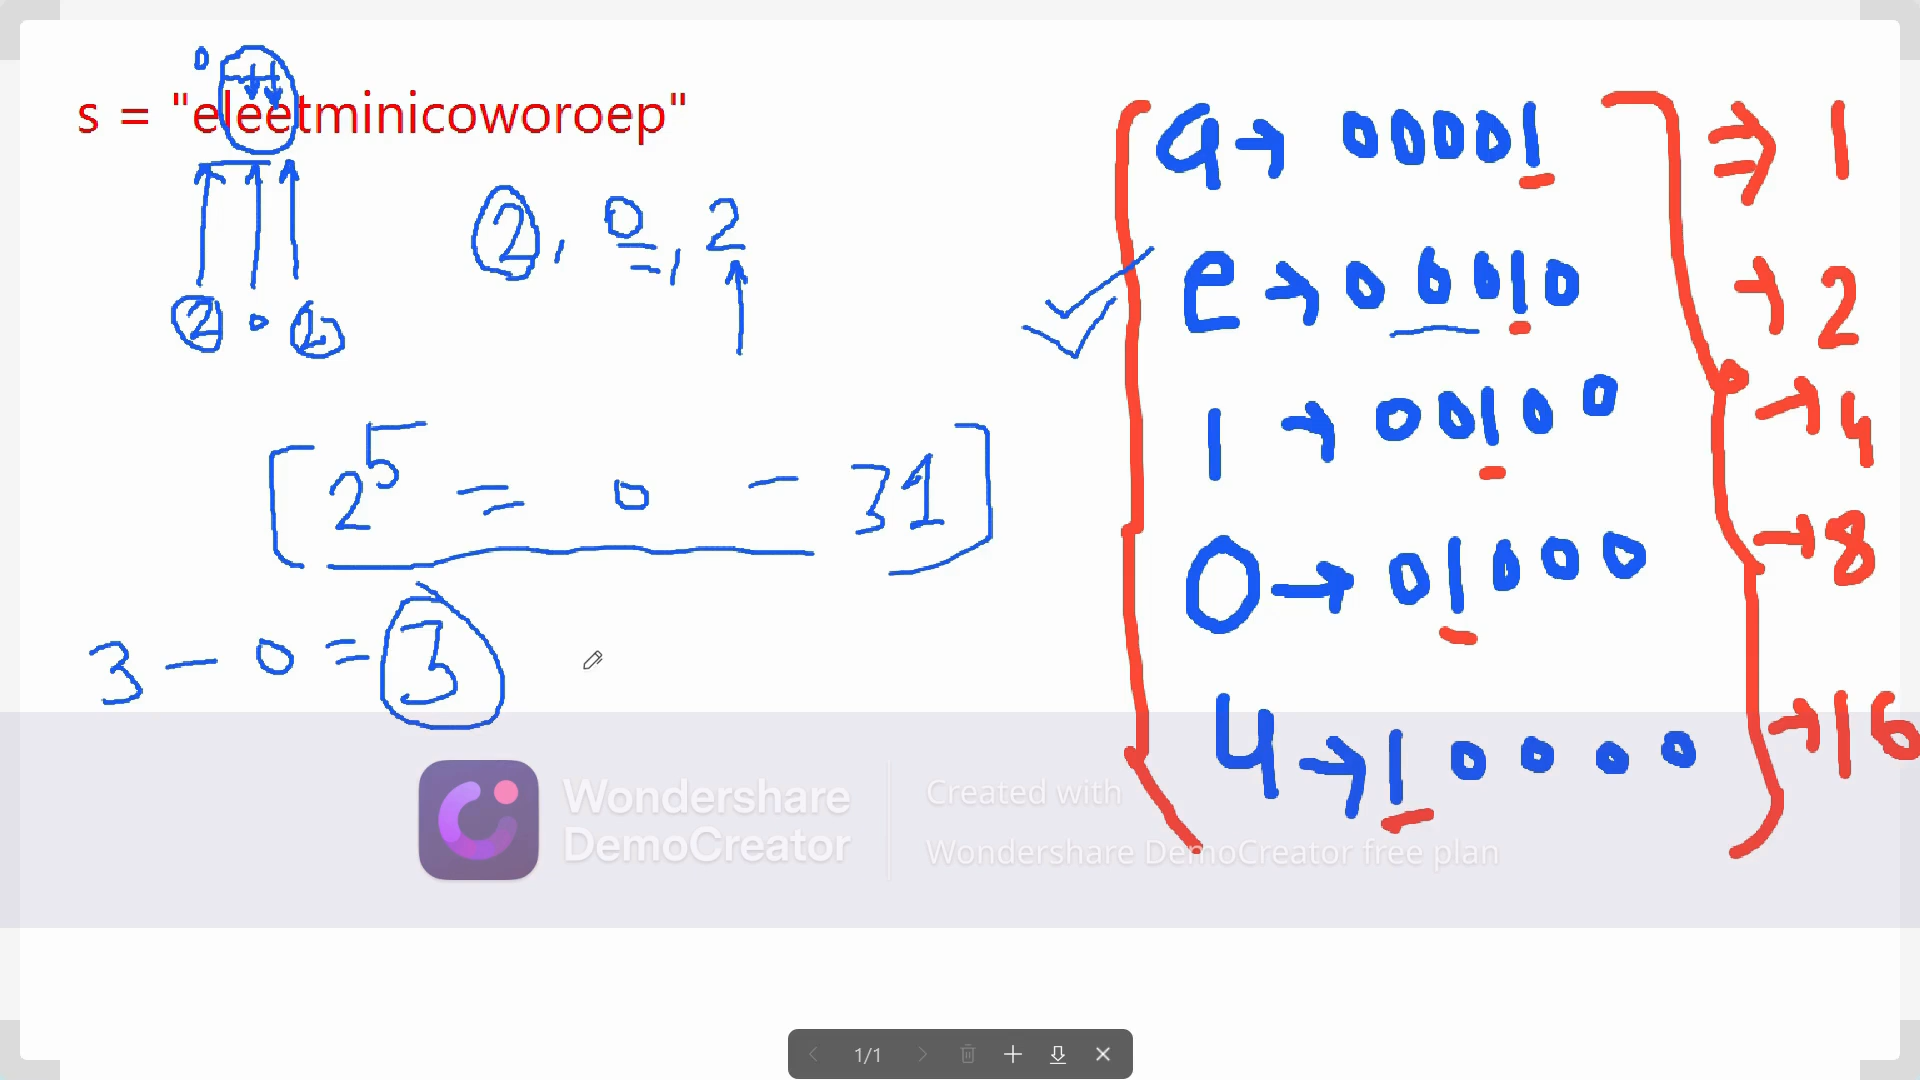 0
s = "eleetminicoworoep"
2, 0, 2
2 0 2
[2^5 = 0 - 31]
3 - 0 = 3
a → 00001 ⇒ 1
e → 00010 → 2
I → 00100 → 4
O → 01000 → 8
U → 10000 → 16
Wondershare
DemoCreator
Created with
Wondershare DemoCreator free plan
1/1